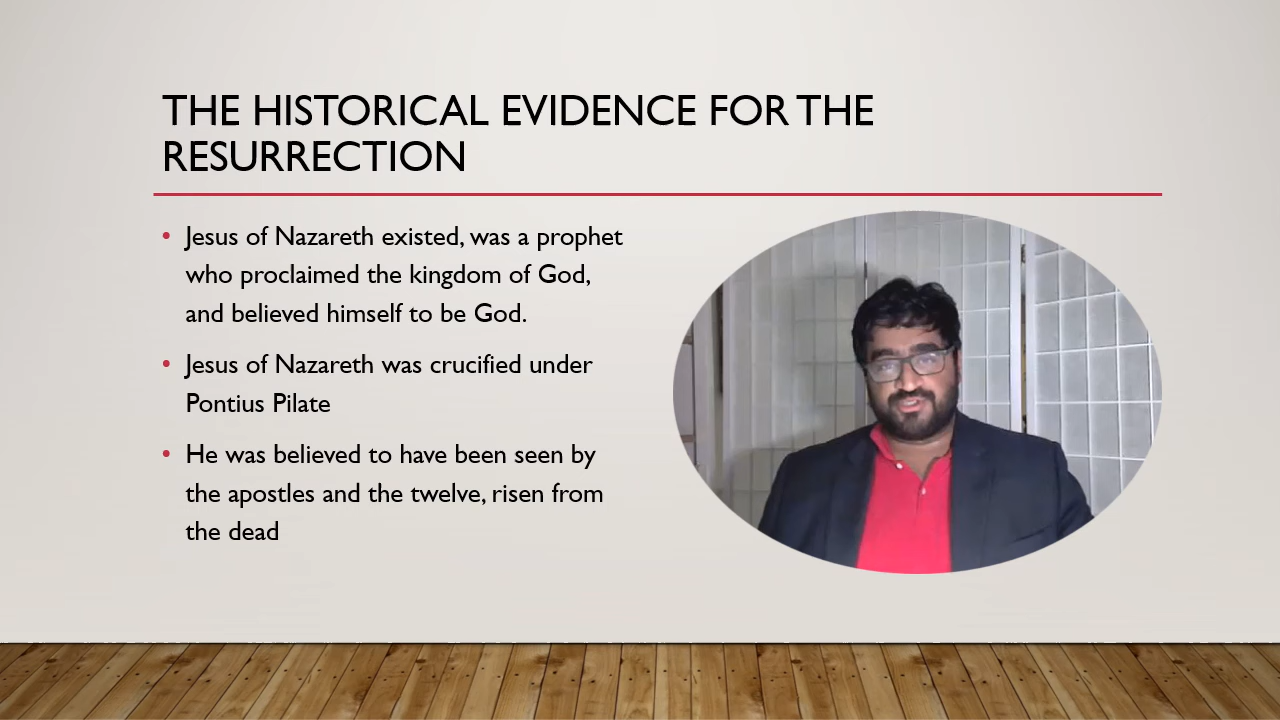 THE HISTORICAL EVIDENCE FOR THE
RESURRECTION
• Jesus of Nazareth existed, was a prophet
who proclaimed the kingdom of God,
and believed himself to be God.
• Jesus of Nazareth was crucified under
Pontius Pilate
• He was believed to have been seen by
the apostles and the twelve, risen from
the dead